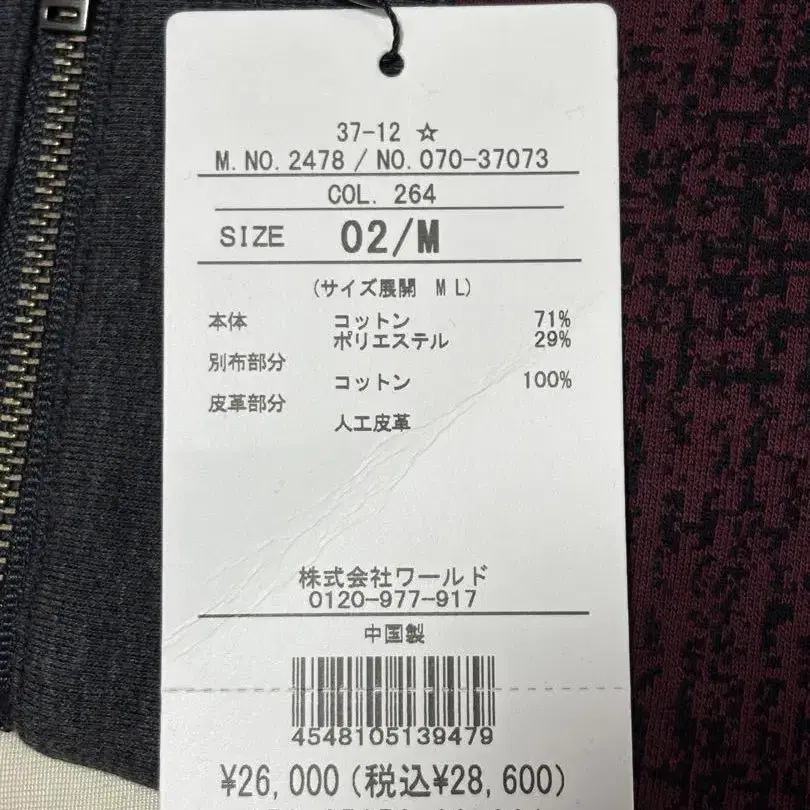 37-12 ☆
M.NO.2478 / NO.070-37073
COL. 264
SIZE 02/M
(サイズ展開 M L)
本体 コットン 71%
ポリエステル 29%
別布部分
コットン 100%
皮革部分
人工皮革
株式会社ワールド
0120-977-917
中国製
4548105139479
¥26,000(税込¥28,600)